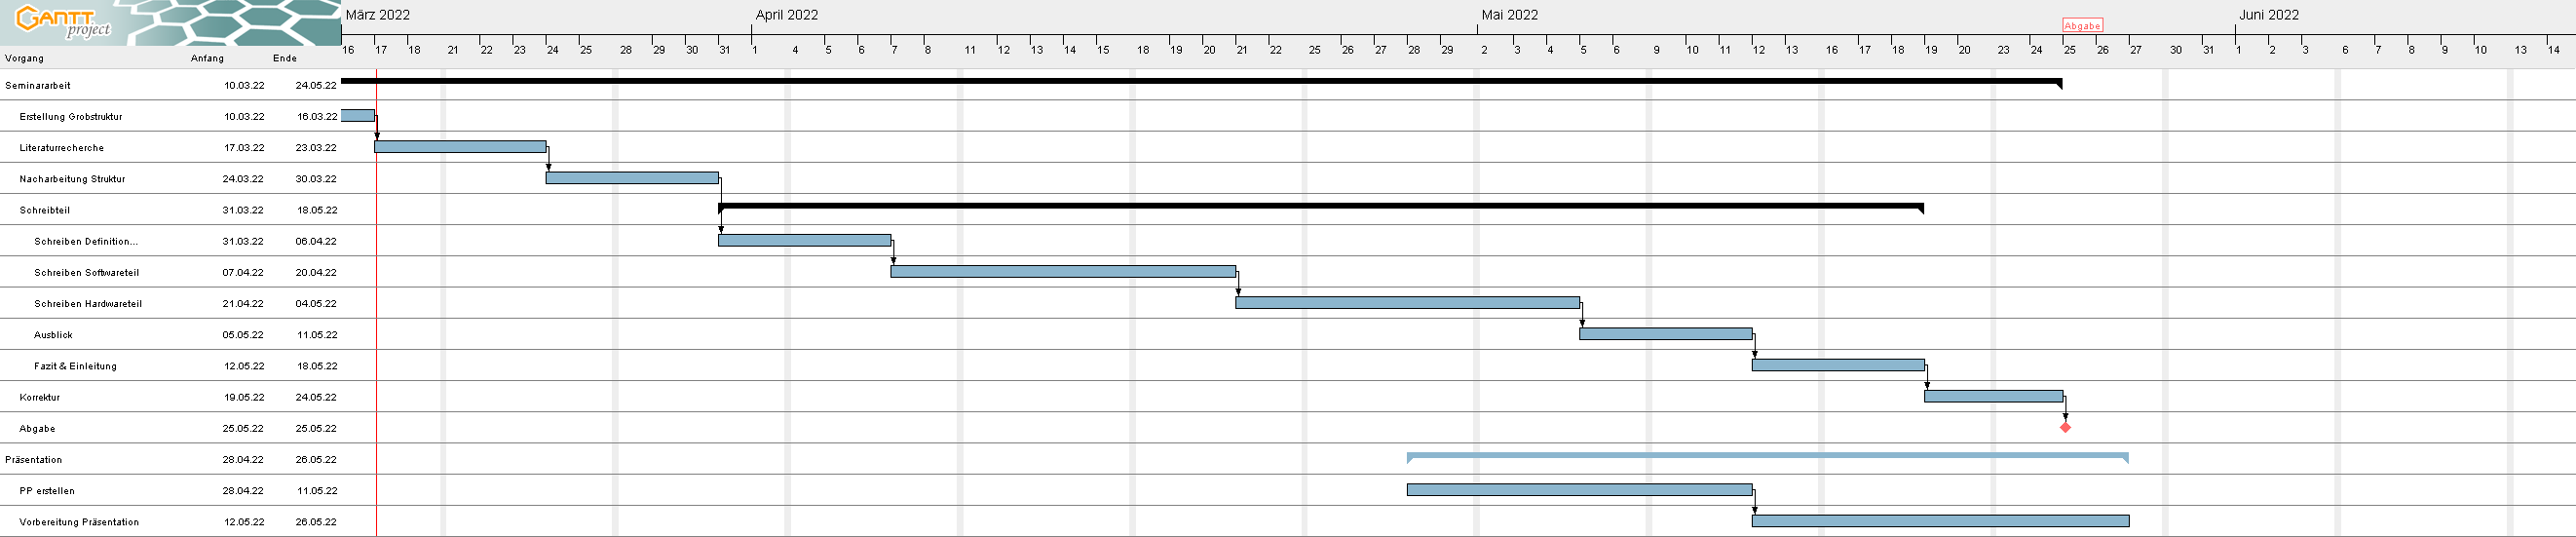 GANTT project
März 2022 April 2022 Mai 2022 Juni 2022
Abgabe
16 17 18 21 22 23 24 25 28 29 30 31 1 4 5 6 7 8 11 12 13 14 15 18 19 20 21 22 25 26 27 28 29 2 3 4 5 6 9 10 11 12 13 16 17 18 19 20 23 24 25 26 27 30 31 1 2 3 6 7 8 9 10 13 14
Vorgang Anfang Ende
Seminararbeit 10.03.22 24.05.22
Erstellung Grobstruktur 10.03.22 16.03.22
Literaturrecherche 17.03.22 23.03.22
Nacharbeitung Struktur 24.03.22 30.03.22
Schreibteil 31.03.22 18.05.22
Schreiben Definition... 31.03.22 06.04.22
Schreiben Softwareteil 07.04.22 20.04.22
Schreiben Hardwareteil 21.04.22 04.05.22
Ausblick 05.05.22 11.05.22
Fazit & Einleitung 12.05.22 18.05.22
Korrektur 19.05.22 24.05.22
Abgabe 25.05.22 25.05.22
Präsentation 28.04.22 26.05.22
PP erstellen 28.04.22 11.05.22
Vorbereitung Präsentation 12.05.22 26.05.22